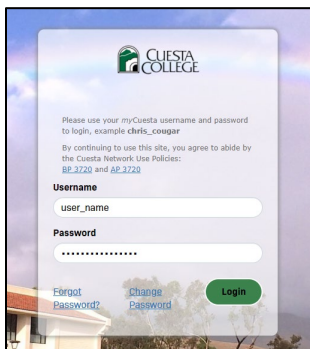 CUESTA
COLLEGE
Please use your myCuesta username and password
to login, example chris_cougar
By continuing to use this site, you agree to abide by
the Cuesta Network Use Policies:
BP 3720 and AP 3720
Username
user_name
Password
••••••••••••••••
Forgot Password?
Change Password
Login